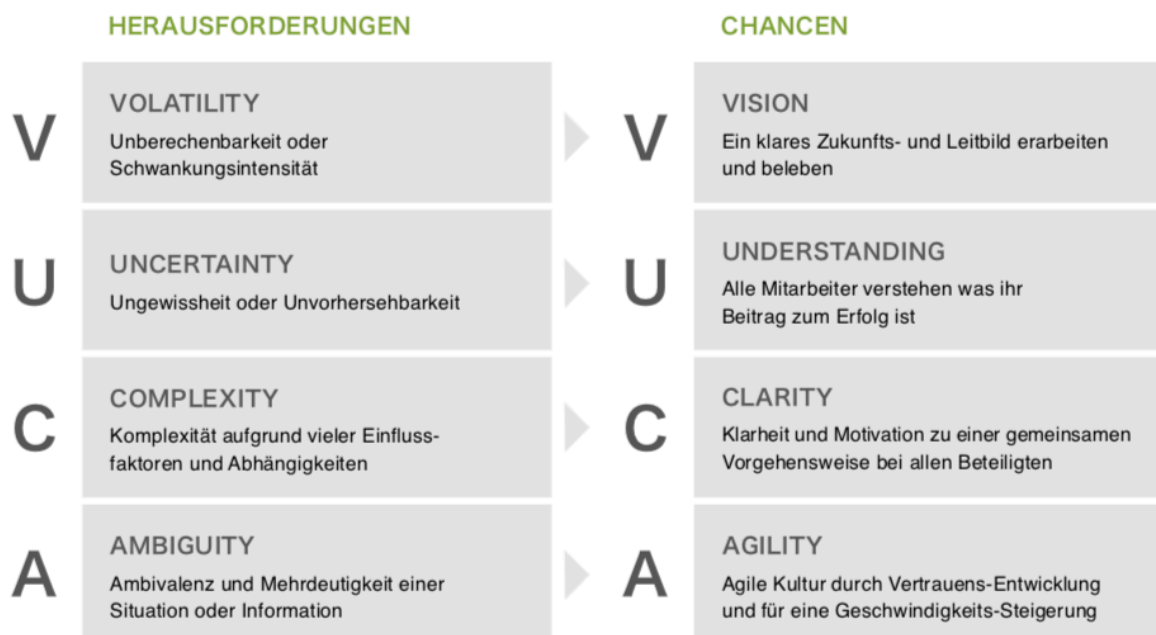 HERAUSFORDERUNGEN
CHANCEN
V
VOLATILITY
Unberechenbarkeit oder
Schwankungsintensität
V
VISION
Ein klares Zukunfts- und Leitbild erarbeiten
und beleben
U
UNCERTAINTY
Ungewissheit oder Unvorhersehbarkeit
U
UNDERSTANDING
Alle Mitarbeiter verstehen was ihr
Beitrag zum Erfolg ist
C
COMPLEXITY
Komplexität aufgrund vieler Einfluss-
faktoren und Abhängigkeiten
C
CLARITY
Klarheit und Motivation zu einer gemeinsamen
Vorgehensweise bei allen Beteiligten
A
AMBIGUITY
Ambivalenz und Mehrdeutigkeit einer
Situation oder Information
A
AGILITY
Agile Kultur durch Vertrauens-Entwicklung
und für eine Geschwindigkeits-Steigerung